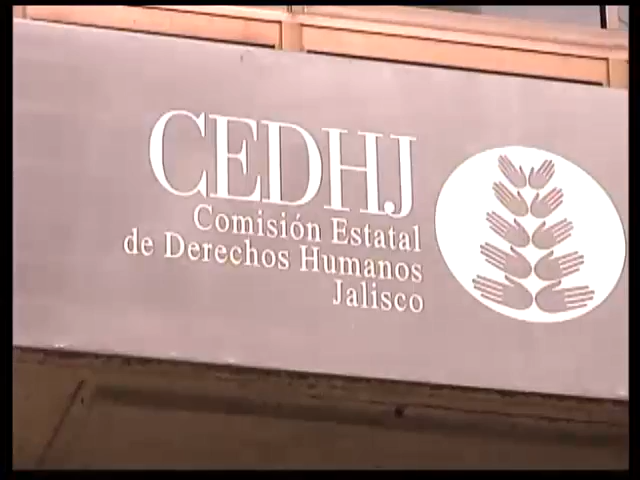 CEDHJ
Comisión Estatal
de Derechos Humanos
Jalisco